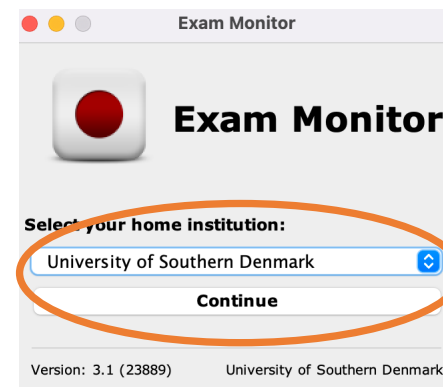 Exam Monitor
Exam Monitor
Select your home institution:
University of Southern Denmark
Continue
Version: 3.1 (23889) University of Southern Denmark